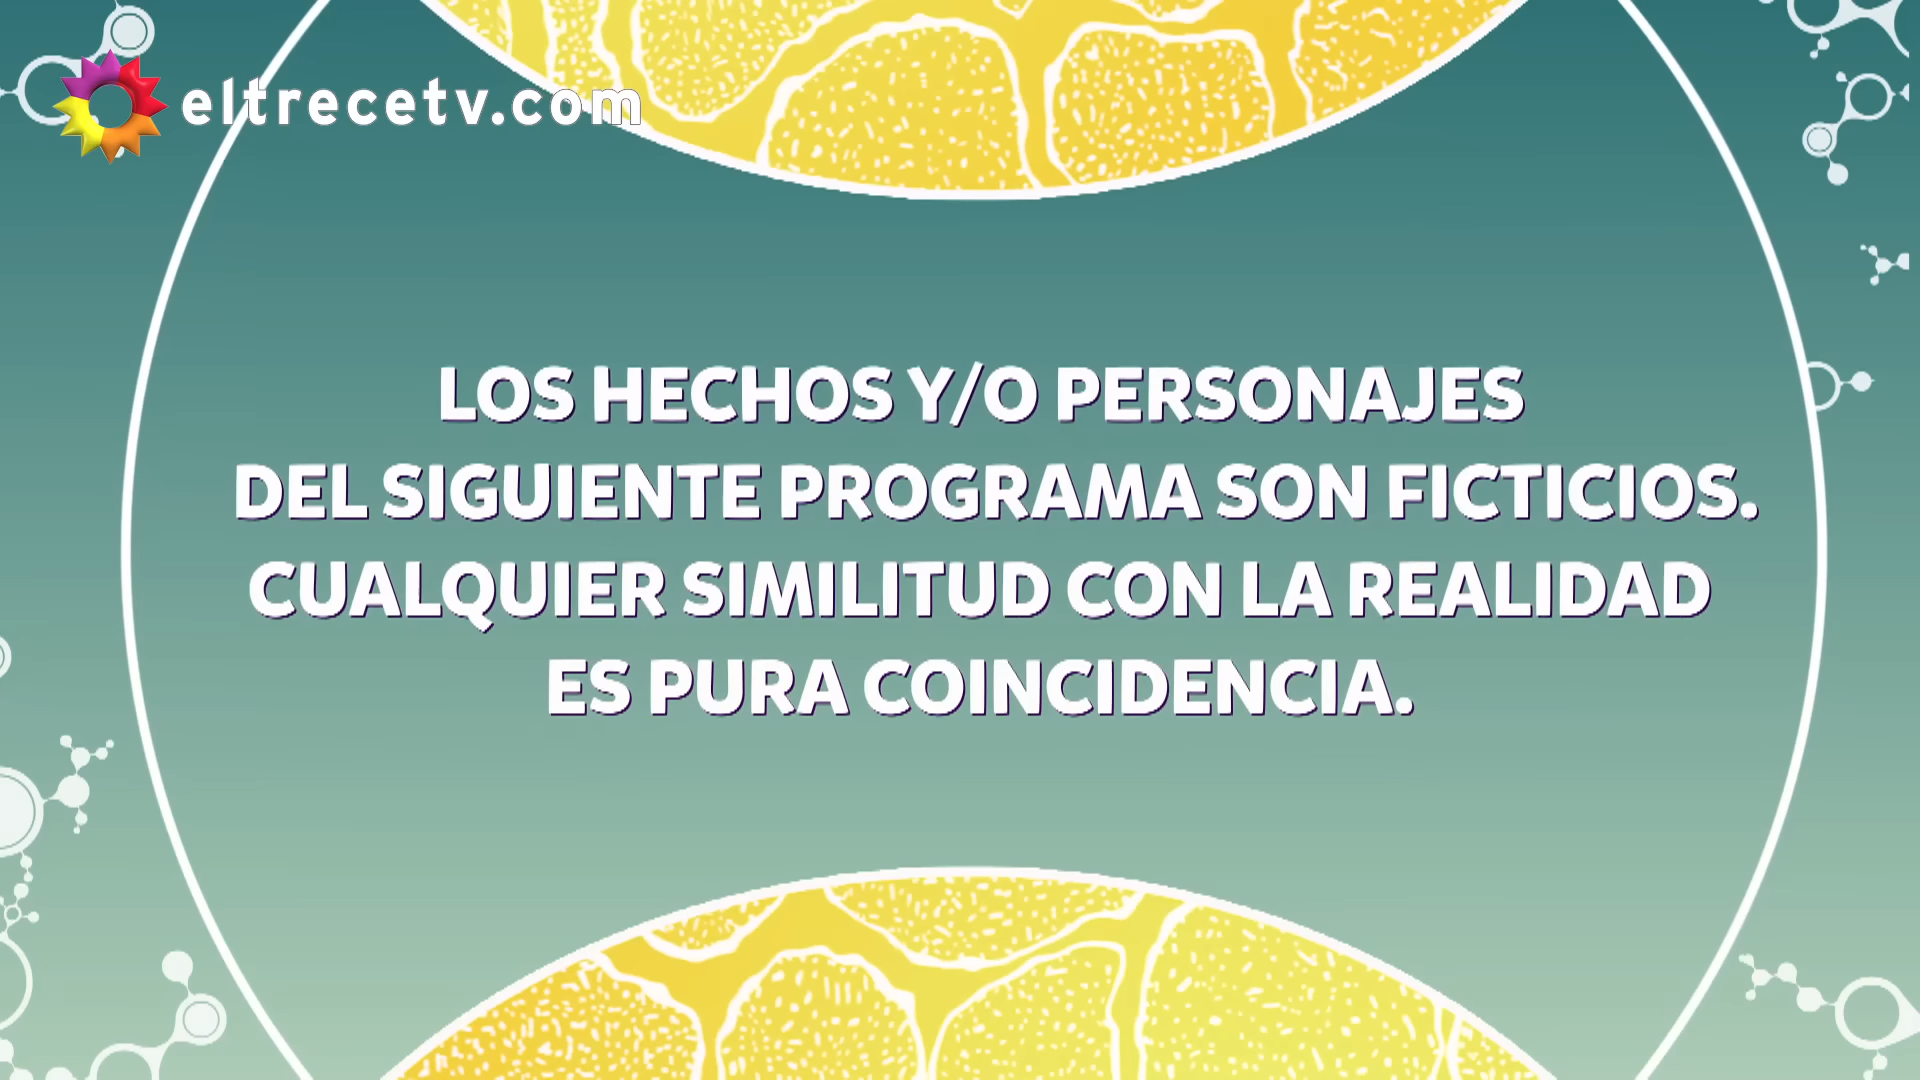 eltrecetv.com
LOS HECHOS Y/O PERSONAJES
DEL SIGUIENTE PROGRAMA SON FICTICIOS.
CUALQUIER SIMILITUD CON LA REALIDAD
ES PURA COINCIDENCIA.